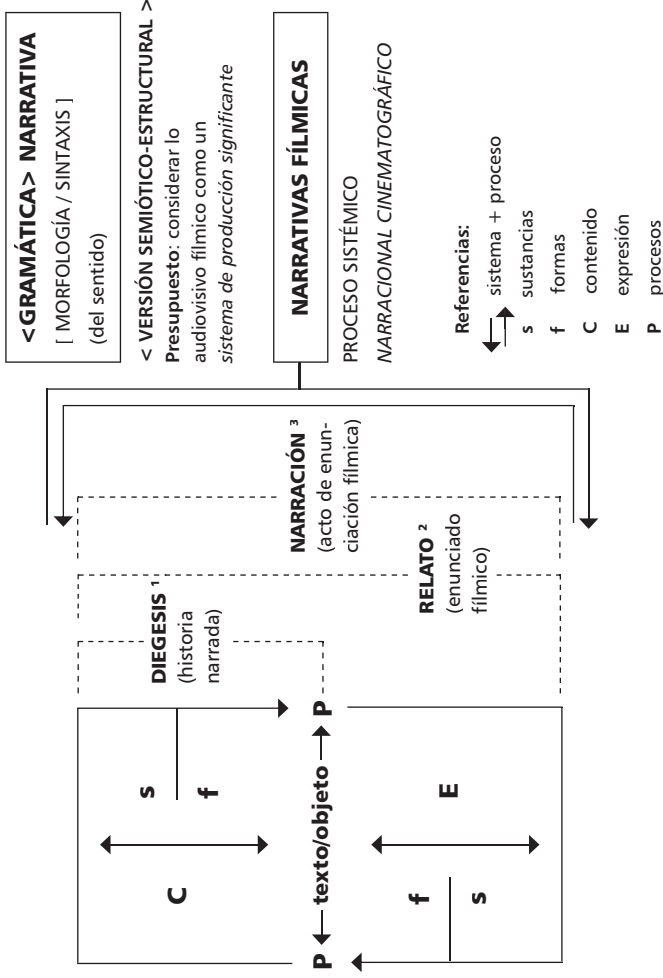 <GRAMÁTICA> NARRATIVA
[ MORFOLOGÍA / SINTAXIS ]
(del sentido)
< VERSIÓN SEMIÓTICO-ESTRUCTURAL >
Presupuesto: considerar lo
audiovisivo fílmico como un
sistema de producción significante
NARRATIVAS FÍLMICAS
PROCESO SISTÉMICO
NARRACIONAL CINEMATOGRÁFICO
Referencias:
sistema + proceso
s sustancias
f formas
C contenido
E expresión
P procesos
NARRACIÓN ³
(acto de enun-
ciación fílmica)
RELATO ²
(enunciado
fílmico)
DIEGESIS ¹
(historia
narrada)
C
s
f
P texto/objeto P
f
s
E